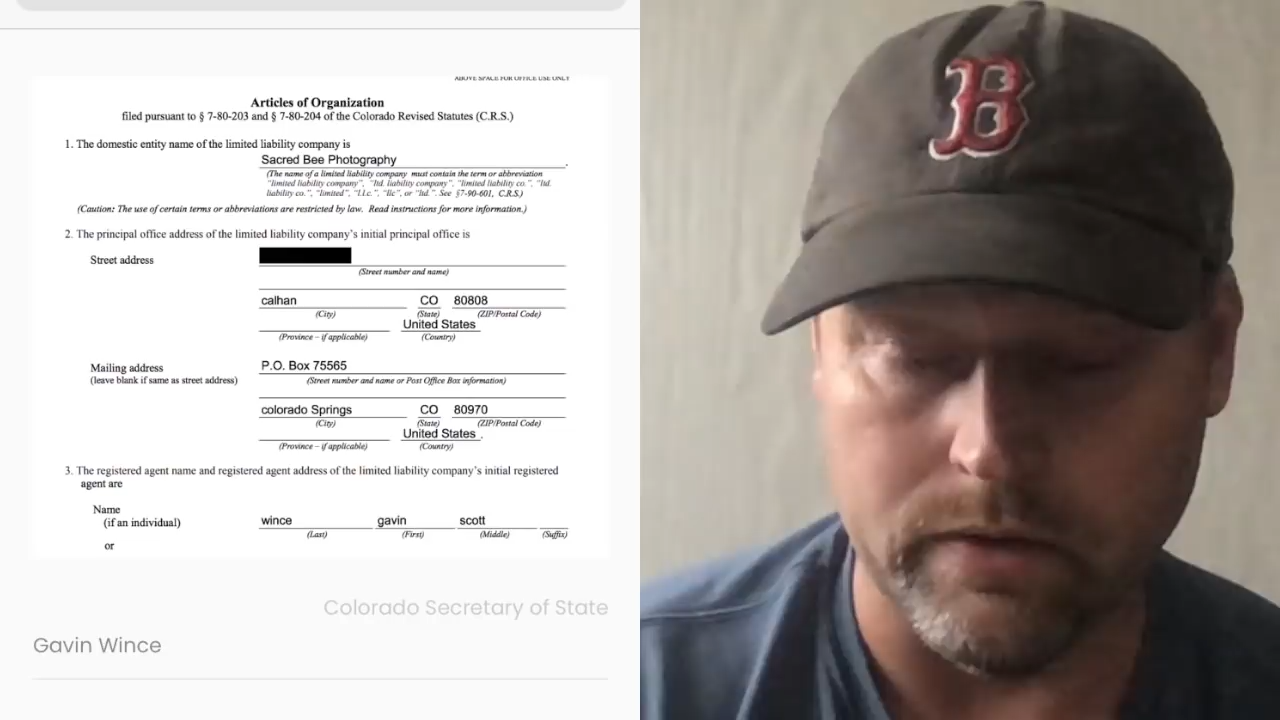 ABOVE SPACE FOR OFFICE USE ONLY
Articles of Organization
filed pursuant to § 7-80-203 and § 7-80-204 of the Colorado Revised Statutes (C.R.S.)
1. The domestic entity name of the limited liability company is
Sacred Bee Photography .
(The name of a limited liability company must contain the term or abbreviation
"limited liability company", "ltd. liability company", "limited liability co.", "ltd.
liability co.", "limited", "l.l.c.", "llc", or "ltd.". See §7-90-601, C.R.S.)
(Caution: The use of certain terms or abbreviations are restricted by law. Read instructions for more information.)
2. The principal office address of the limited liability company's initial principal office is
Street address
(Street number and name)
calhan CO 80808
(City) (State) (ZIP/Postal Code)
United States
(Province – if applicable) (Country)
Mailing address P.O. Box 75565
(leave blank if same as street address) (Street number and name or Post Office Box information)
colorado Springs CO 80970
(City) (State) (ZIP/Postal Code)
United States .
(Province – if applicable) (Country)
3. The registered agent name and registered agent address of the limited liability company's initial registered
agent are
Name
(if an individual) wince gavin scott
(Last) (First) (Middle) (Suffix)
or
Colorado Secretary of State
Gavin Wince
B